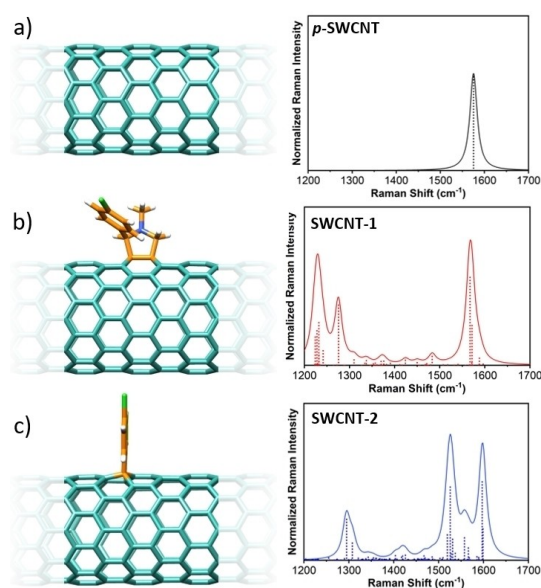 a)
p-SWCNT
Normalized Raman Intensity
1200 1300 1400 1500 1600 1700
Raman Shift (cm-1)
b)
SWCNT-1
Normalized Raman Intensity
1200 1300 1400 1500 1600 1700
Raman Shift (cm-1)
c)
SWCNT-2
Normalized Raman Intensity
1200 1300 1400 1500 1600 1700
Raman Shift (cm-1)